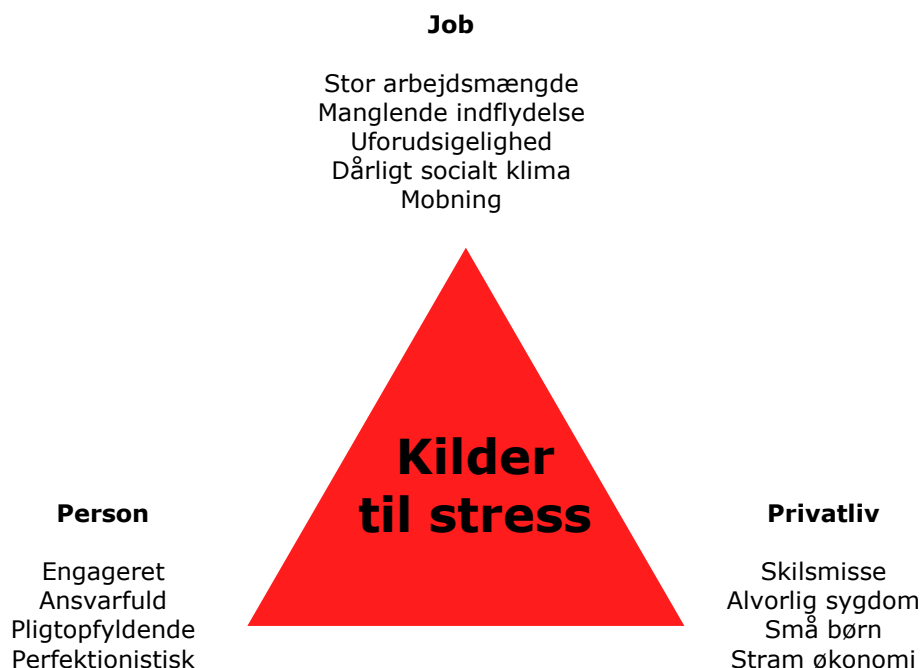 Job
Stor arbejdsmængde
Manglende indflydelse
Uforudsigelighed
Dårligt socialt klima
Mobning
Kilder
til stress
Person
Engageret
Ansvarfuld
Pligtopfyldende
Perfektionistisk
Privatliv
Skilsmisse
Alvorlig sygdom
Små børn
Stram økonomi